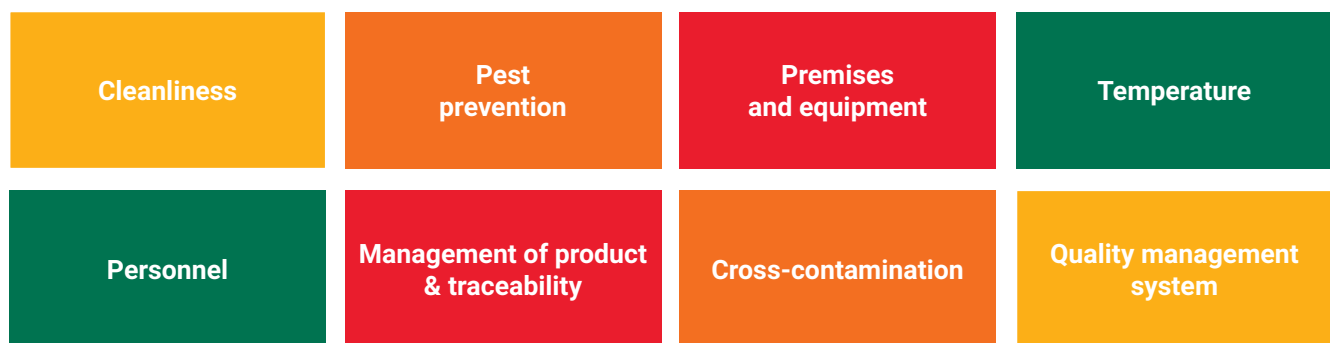 Cleanliness
Pest
prevention
Premises
and equipment
Temperature
Personnel
Management of product
& traceability
Cross-contamination
Quality management
system